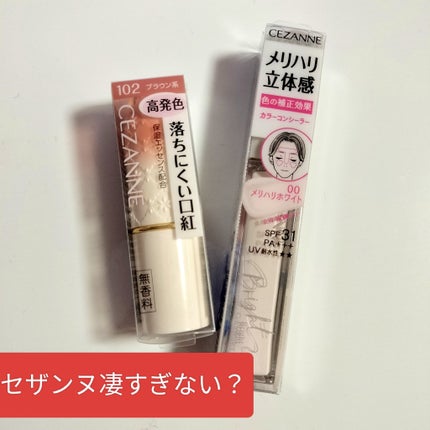 102 ブラウン系
高発色
落ちにくい口紅
保湿エッセンス配合
CEZANNE
無香料
CEZANNE
メリハリ
立体感
色の補正効果
カラーコンシーラー
00
メリハリホワイト
SPF31
PA+++
UV耐水性★★
Bright
セザンヌ凄すぎない？